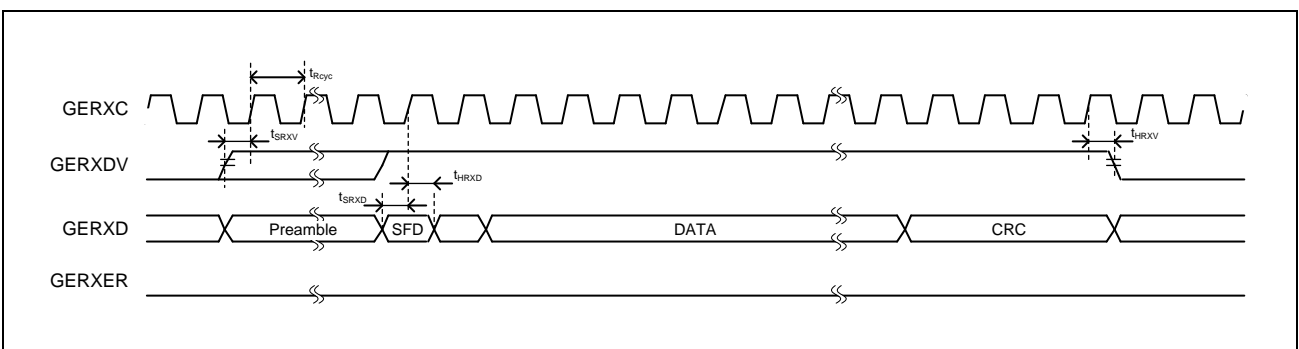 tRcyc
GERXC
tSRXV
tHRXV
GERXDV
tHRXD
tSRXD
GERXD
Preamble
SFD
DATA
CRC
GERXER